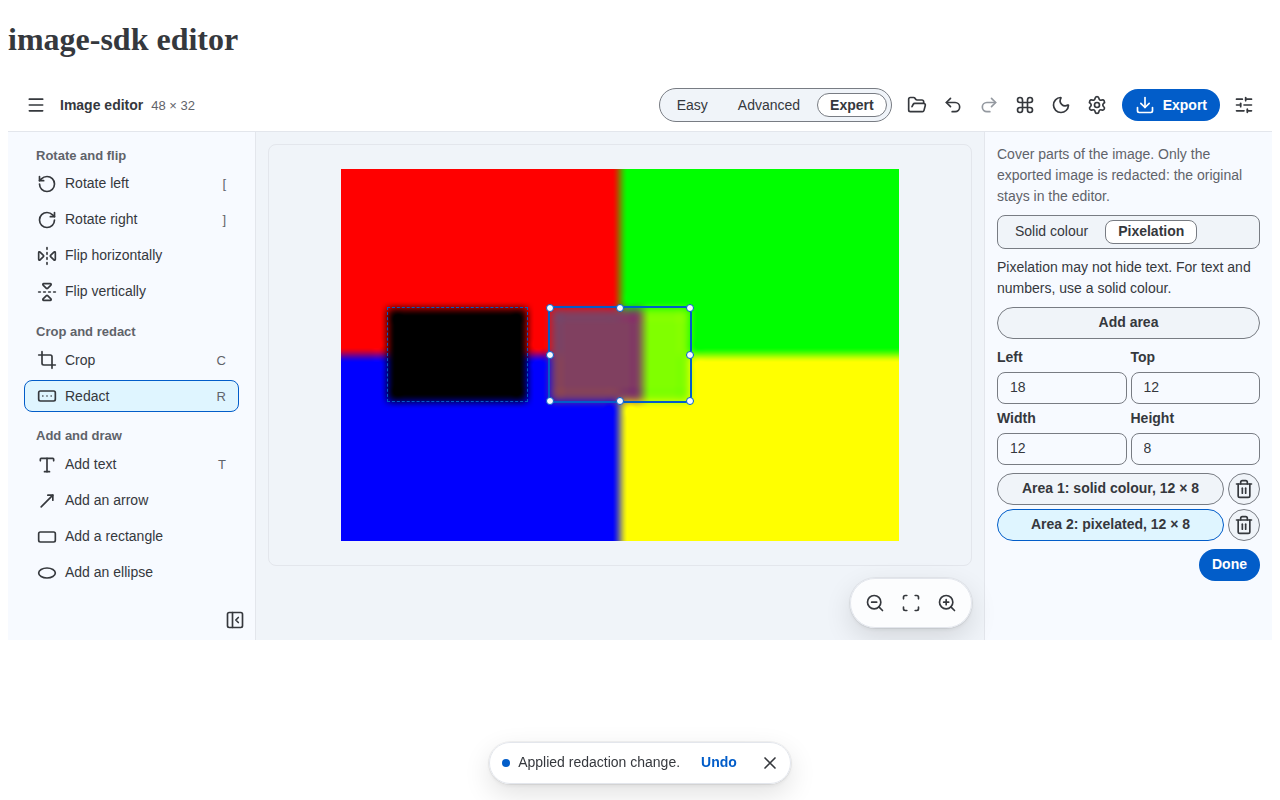 image-sdk editor
Image editor 48 × 32
Easy Advanced Expert
Export
Rotate and flip
Rotate left [
Rotate right ]
Flip horizontally
Flip vertically
Crop and redact
Crop C
Redact R
Add and draw
Add text T
Add an arrow
Add a rectangle
Add an ellipse
Cover parts of the image. Only the
exported image is redacted: the original
stays in the editor.
Solid colour Pixelation
Pixelation may not hide text. For text and
numbers, use a solid colour.
Add area
Left Top
18 12
Width Height
12 8
Area 1: solid colour, 12 × 8
Area 2: pixelated, 12 × 8
Done
Applied redaction change. Undo